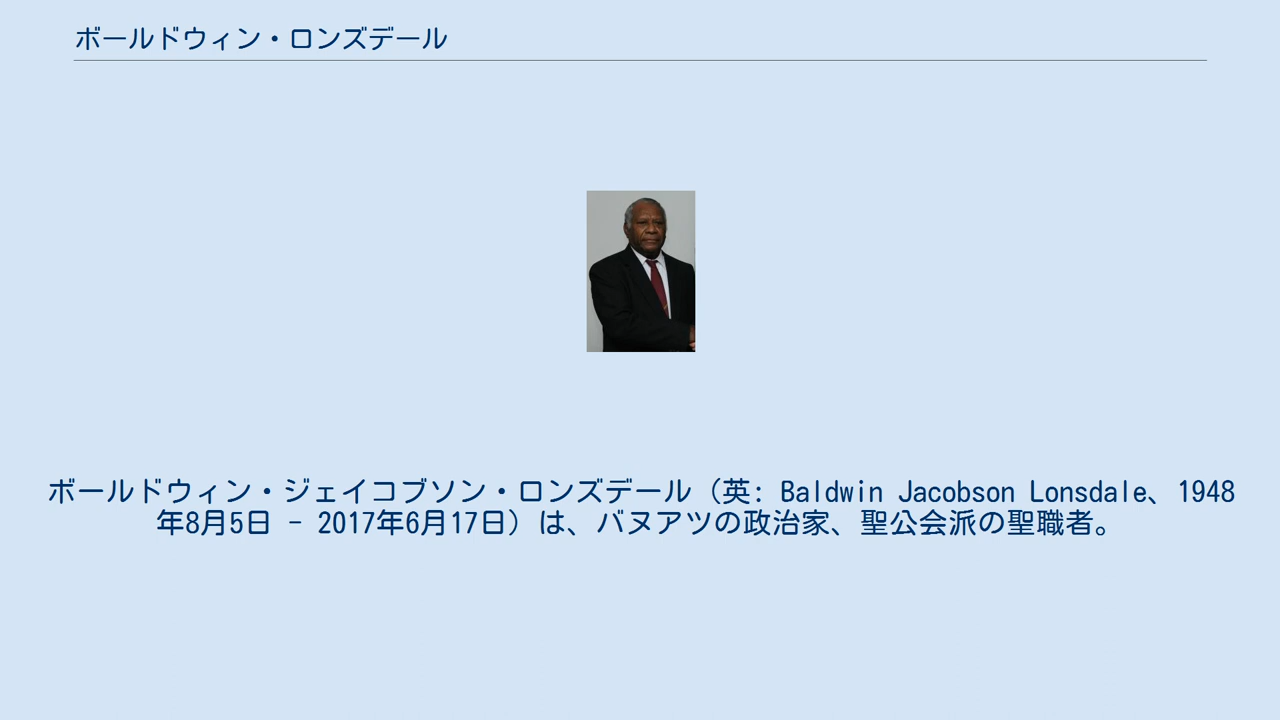 ボールドウィン・ロンズデール
ボールドウィン・ジェイコブソン・ロンズデール（英: Baldwin Jacobson Lonsdale、1948
年8月5日 - 2017年6月17日）は、バヌアツの政治家、聖公会派の聖職者。